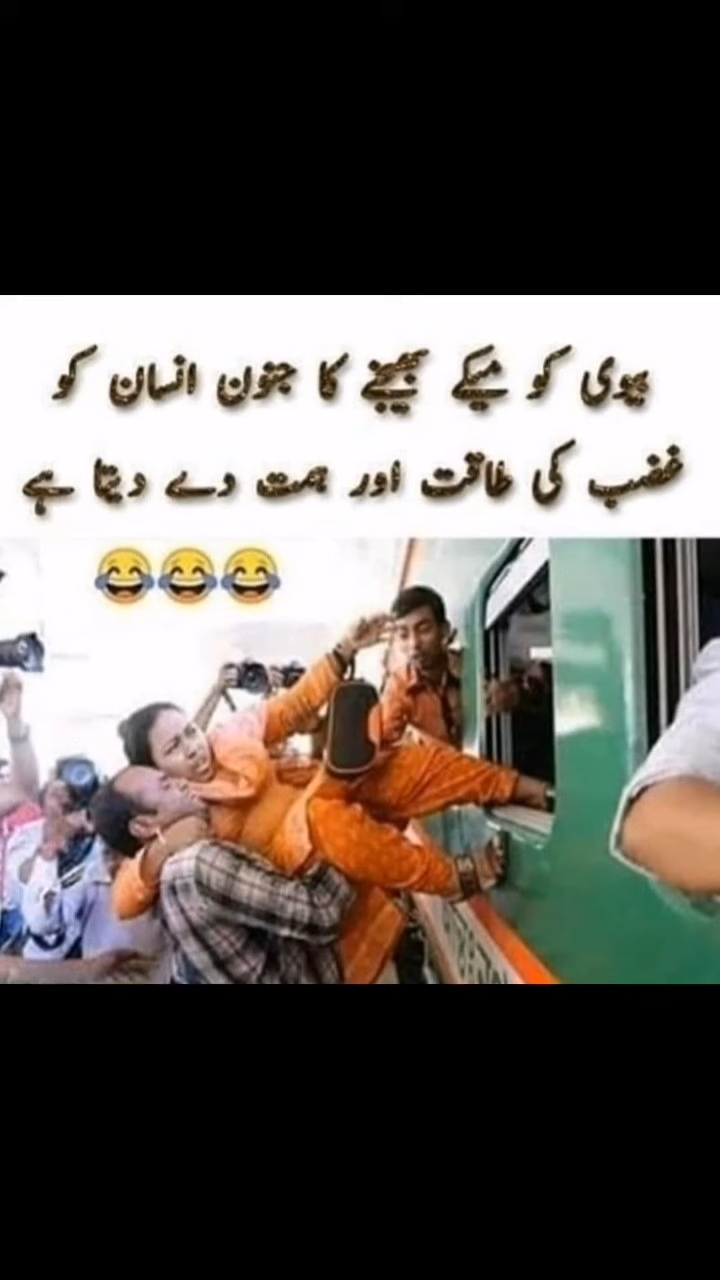 بیوی کو میکے بھیجنے کا جنون انسان کو
غضب کی طاقت اور ہمت دے دیتا ہے
😂😂😂